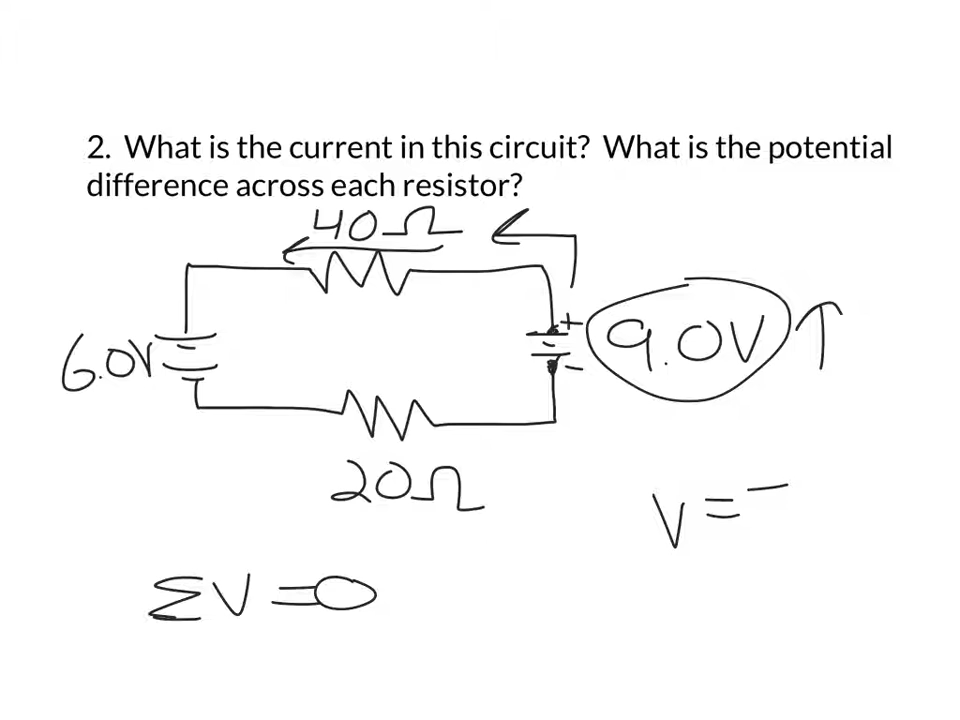 2. What is the current in this circuit? What is the potential
difference across each resistor?
40Ω
6.0V
+
9.0V
-
20Ω
V = -
ΣV = 0